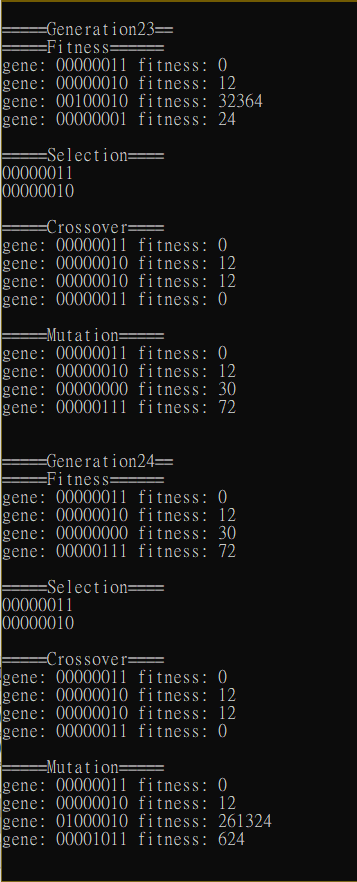 =====Generation23==
=====Fitness======
gene: 00000011 fitness: 0
gene: 00000010 fitness: 12
gene: 00100010 fitness: 32364
gene: 00000001 fitness: 24
=====Selection====
00000011
00000010
=====Crossover====
gene: 00000011 fitness: 0
gene: 00000010 fitness: 12
gene: 00000010 fitness: 12
gene: 00000011 fitness: 0
=====Mutation=====
gene: 00000011 fitness: 0
gene: 00000010 fitness: 12
gene: 00000000 fitness: 30
gene: 00000111 fitness: 72
=====Generation24==
=====Fitness======
gene: 00000011 fitness: 0
gene: 00000010 fitness: 12
gene: 00000000 fitness: 30
gene: 00000111 fitness: 72
=====Selection====
00000011
00000010
=====Crossover====
gene: 00000011 fitness: 0
gene: 00000010 fitness: 12
gene: 00000010 fitness: 12
gene: 00000011 fitness: 0
=====Mutation=====
gene: 00000011 fitness: 0
gene: 00000010 fitness: 12
gene: 01000010 fitness: 261324
gene: 00001011 fitness: 624